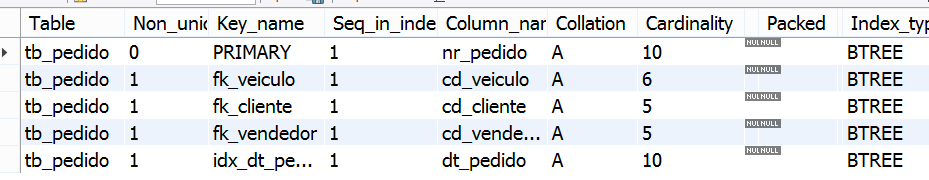 Table Non_unic Key_name Seq_in_inde Column_nar Collation Cardinality Packed Index_typ
tb_pedido 0 PRIMARY 1 nr_pedido A 10 NULL BTREE
tb_pedido 1 fk_veiculo 1 cd_veiculo A 6 NULL BTREE
tb_pedido 1 fk_cliente 1 cd_cliente A 5 NULL BTREE
tb_pedido 1 fk_vendedor 1 cd_vende... A 5 NULL BTREE
tb_pedido 1 idx_dt_pe... 1 dt_pedido A 10 NULL BTREE